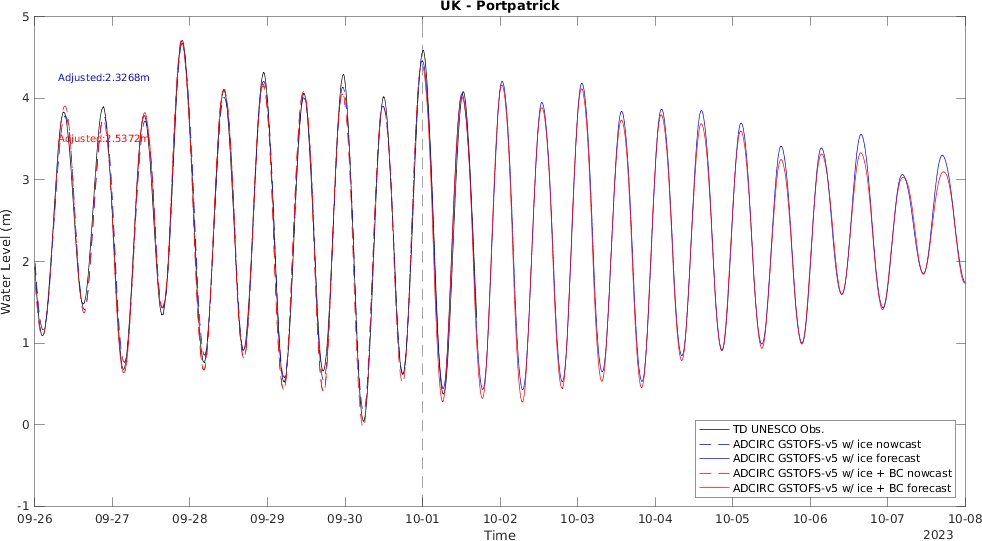 UK - Portpatrick
5
4
3
2
1
0
-1
Water Level (m)
Adjusted:2.3268m
Adjusted:2.5372m
TD UNESCO Obs.
ADCIRC GSTOFS-v5 w/ ice nowcast
ADCIRC GSTOFS-v5 w/ ice forecast
ADCIRC GSTOFS-v5 w/ ice + BC nowcast
ADCIRC GSTOFS-v5 w/ ice + BC forecast
09-26 09-27 09-28 09-29 09-30 10-01 10-02 10-03 10-04 10-05 10-06 10-07 10-08
Time
2023